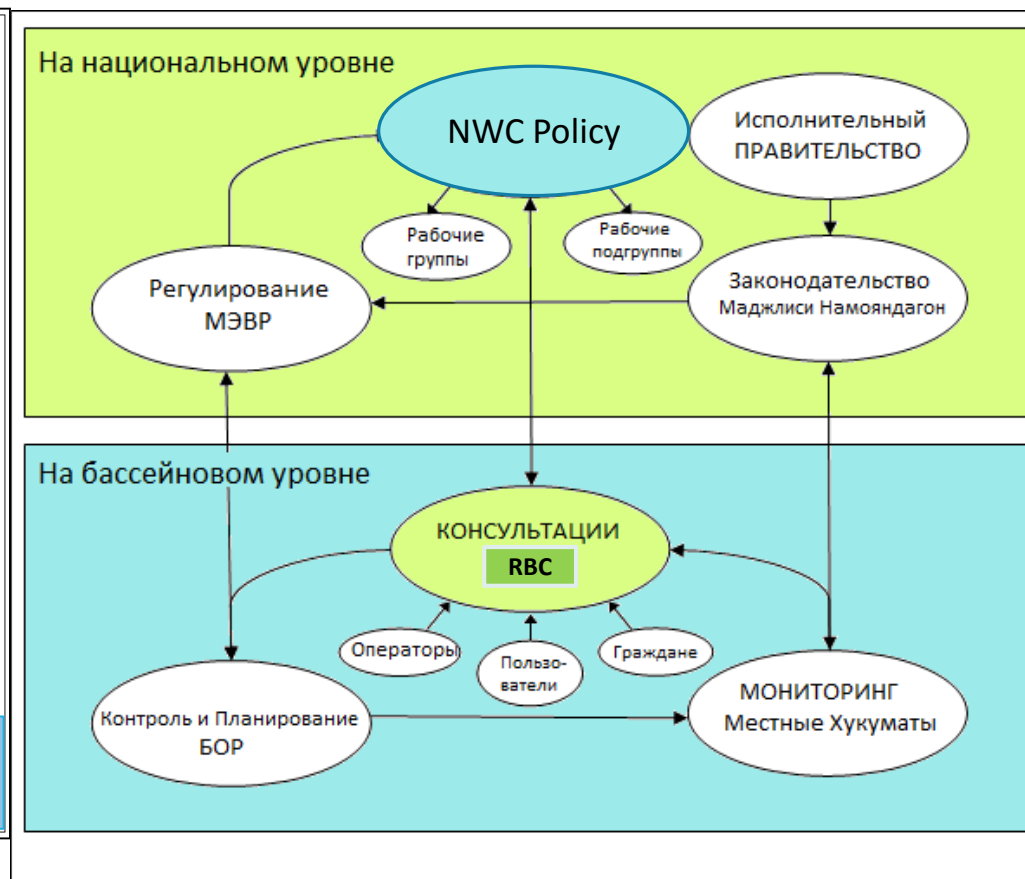 На национальном уровне
NWC Policy
Исполнительный
ПРАВИТЕЛЬСТВО
Рабочие
группы
Рабочие
подгруппы
Регулирование
МЭВР
Законодательство
Маджлиси Намояндагон
На бассейновом уровне
КОНСУЛЬТАЦИИ
RBC
Операторы
Пользо-
ватели
Граждане
Контроль и Планирование
БОР
МОНИТОРИНГ
Местные Хукуматы